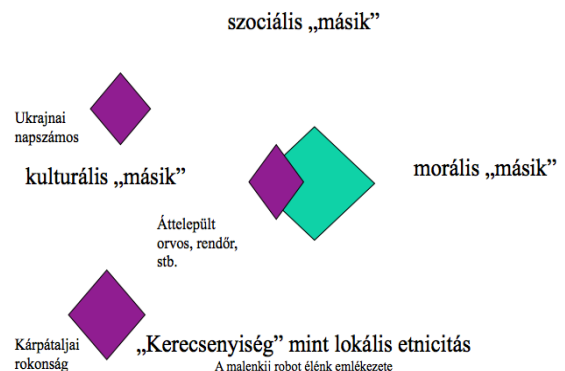 szociális „másik”
Ukrajnai
napszámos
kulturális „másik”
morális „másik”
Áttelepült
orvos, rendőr,
stb.
Kárpátaljai
rokonság
„Kerecsenyiség” mint lokális etnicitás
A malenkij robot élénk emlékezete